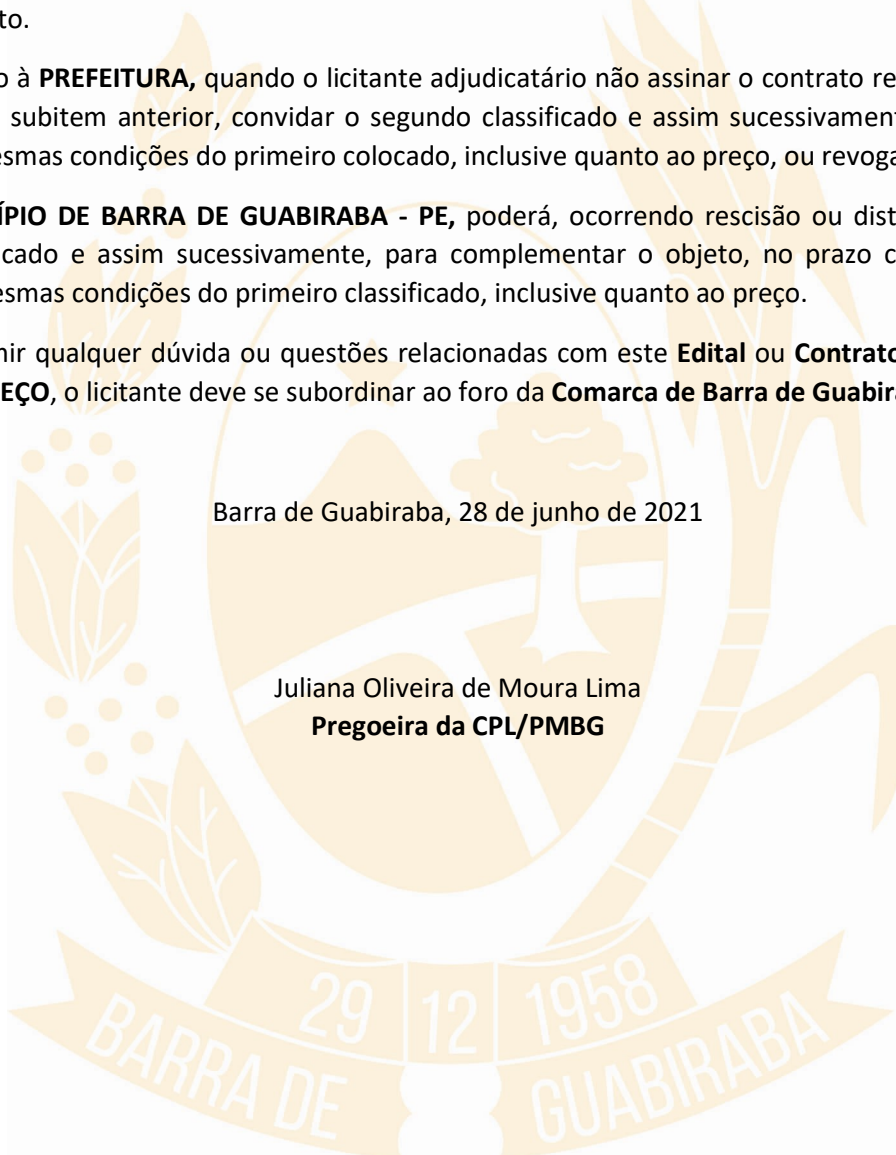 to.
o à PREFEITURA, quando o licitante adjudicatário não assinar o contrato re
subitem anterior, convidar o segundo classificado e assim sucessivament
esmas condições do primeiro colocado, inclusive quanto ao preço, ou revoga
ÍPIO DE BARRA DE GUABIRABA - PE, poderá, ocorrendo rescisão ou dist
cado e assim sucessivamente, para complementar o objeto, no prazo c
esmas condições do primeiro classificado, inclusive quanto ao preço.
mir qualquer dúvida ou questões relacionadas com este Edital ou Contrato
EÇO, o licitante deve se subordinar ao foro da Comarca de Barra de Guabira
Barra de Guabiraba, 28 de junho de 2021
Juliana Oliveira de Moura Lima
Pregoeira da CPL/PMBG
29 12 1958
BARRA DE GUABIRABA